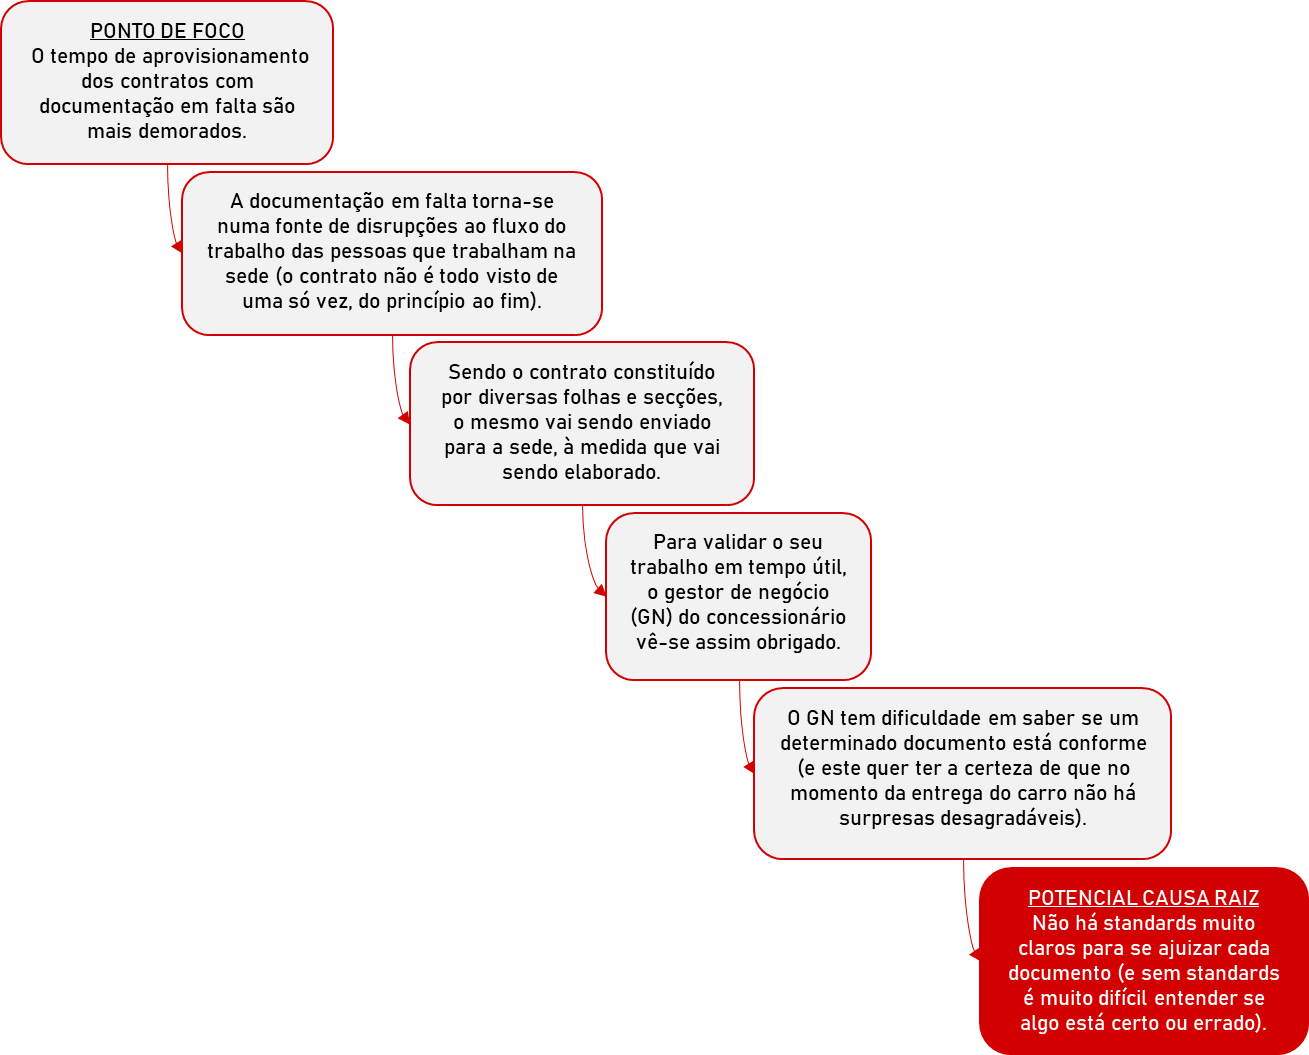 PONTO DE FOCO
O tempo de aprovisionamento
dos contratos com
documentação em falta são
mais demorados.
A documentação em falta torna-se
numa fonte de disrupções ao fluxo do
trabalho das pessoas que trabalham na
sede (o contrato não é todo visto de
uma só vez, do princípio ao fim).
Sendo o contrato constituído
por diversas folhas e secções,
o mesmo vai sendo enviado
para a sede, à medida que vai
sendo elaborado.
Para validar o seu
trabalho em tempo útil,
o gestor de negócio
(GN) do concessionário
vê-se assim obrigado.
O GN tem dificuldade em saber se um
determinado documento está conforme
(e este quer ter a certeza de que no
momento da entrega do carro não há
surpresas desagradáveis).
POTENCIAL CAUSA RAIZ
Não há standards muito
claros para se ajuizar cada
documento (e sem standards
é muito difícil entender se
algo está certo ou errado).